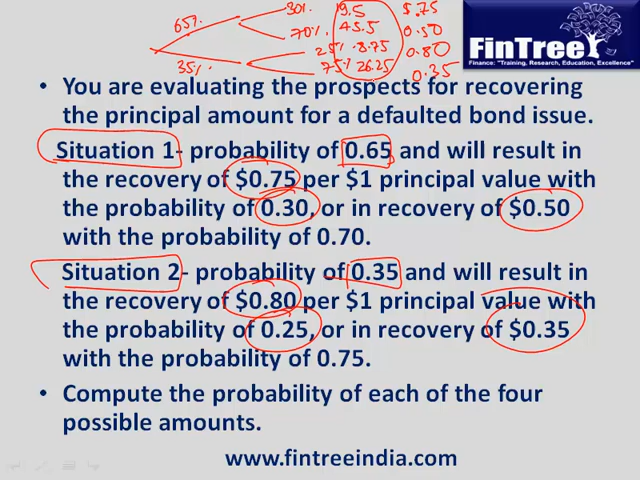 65% 30% 19.5 $.75
70% 45.5 0.50
25% 8.75 0.80
35% 75% 26.25 0.35
FinTree
Finance: "Training, Research, Education, Excellence"
• You are evaluating the prospects for recovering
the principal amount for a defaulted bond issue.
Situation 1- probability of 0.65 and will result in
the recovery of $0.75 per $1 principal value with
the probability of 0.30, or in recovery of $0.50
with the probability of 0.70.
Situation 2- probability of 0.35 and will result in
the recovery of $0.80 per $1 principal value with
the probability of 0.25, or in recovery of $0.35
with the probability of 0.75.
• Compute the probability of each of the four
possible amounts.
www.fintreeindia.com